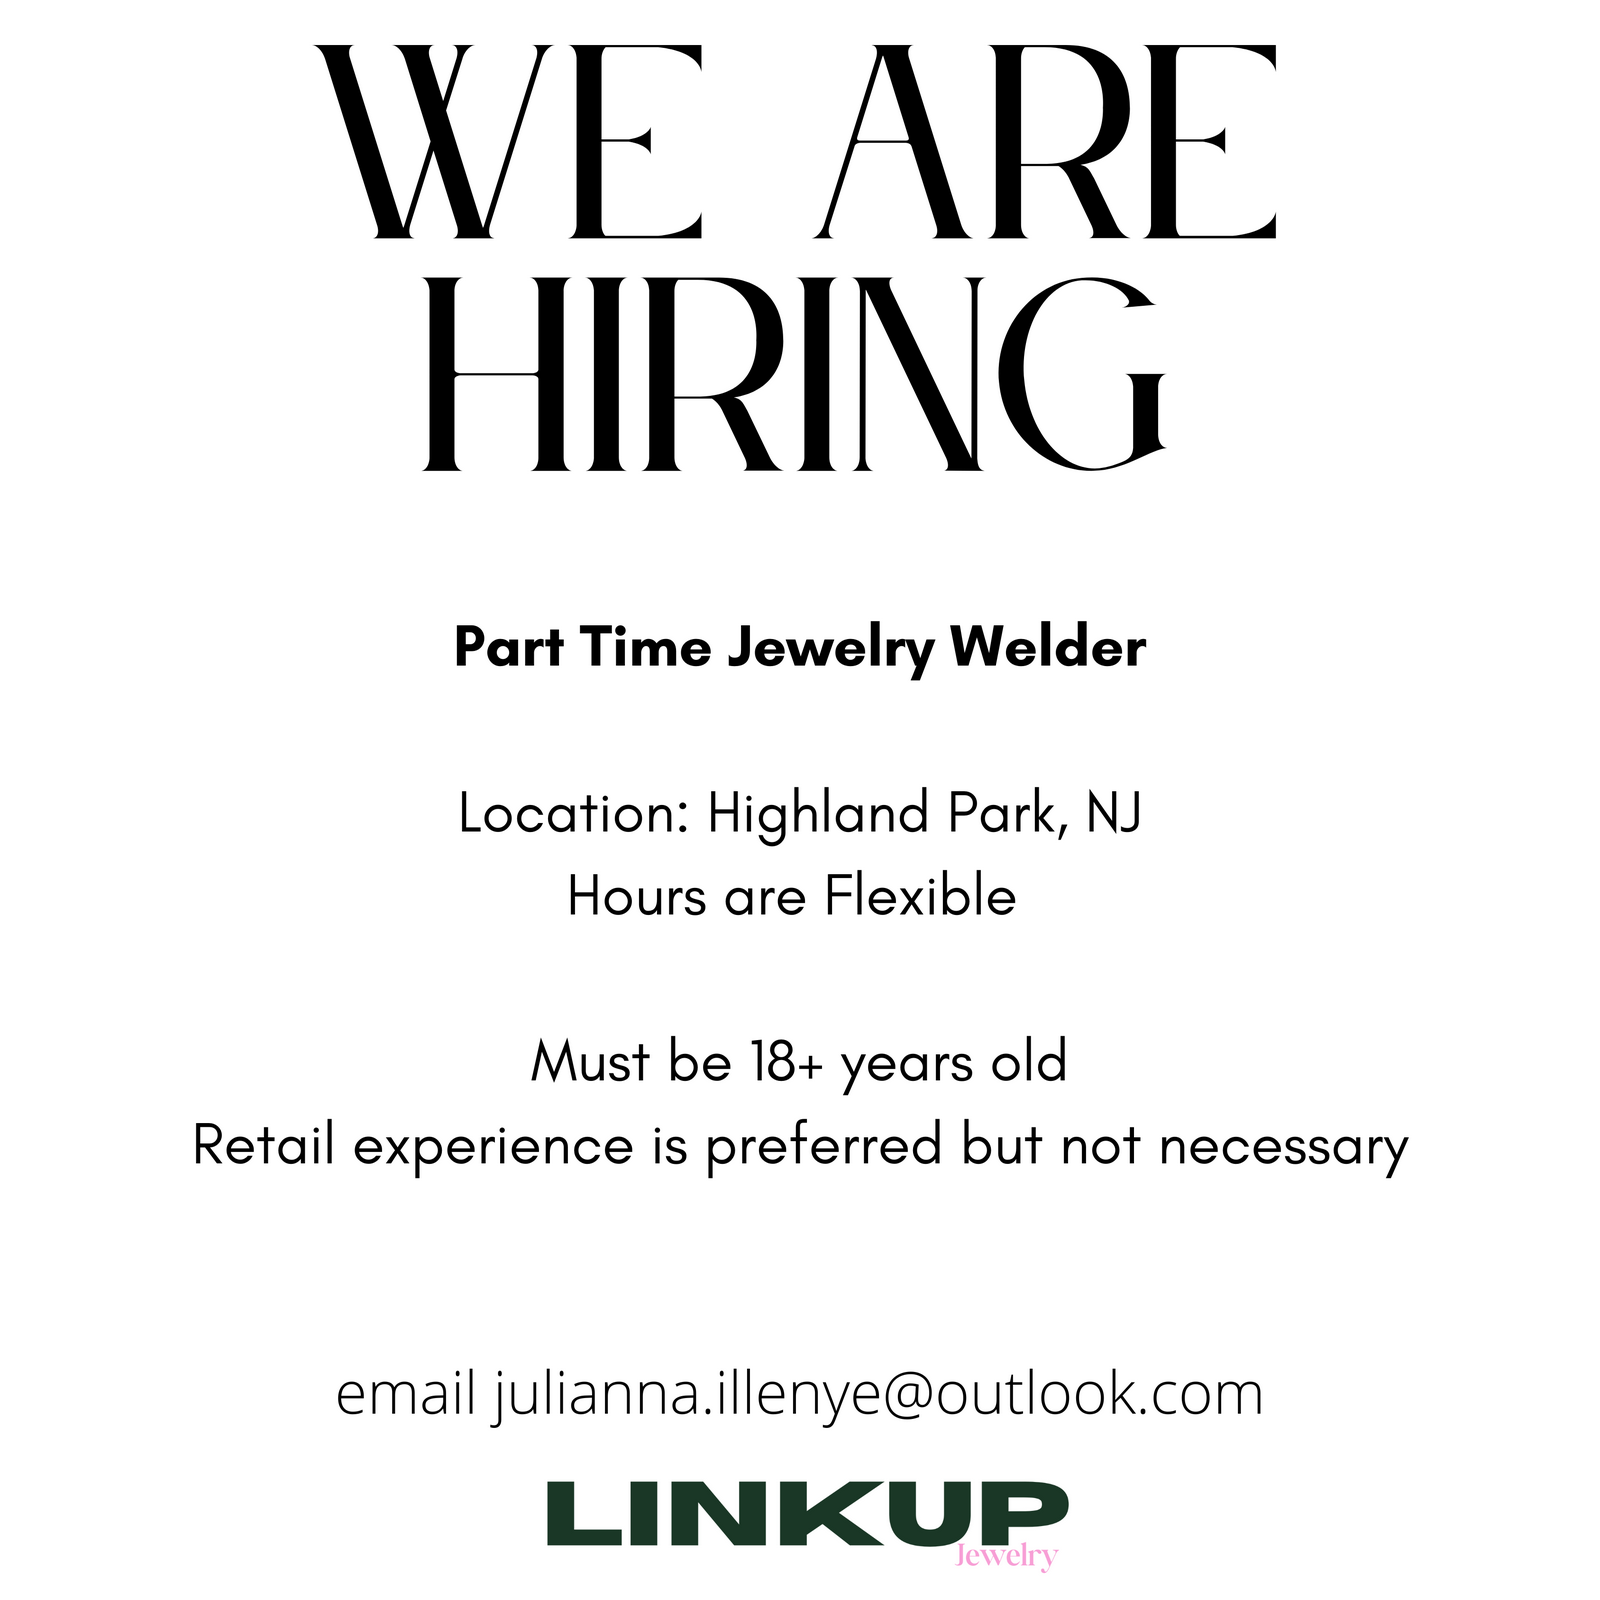 WE ARE
HIRING
Part Time Jewelry Welder
Location: Highland Park, NJ
Hours are Flexible
Must be 18+ years old
Retail experience is preferred but not necessary
email julianna.illenye@outlook.com
LINKUP
Jewelry